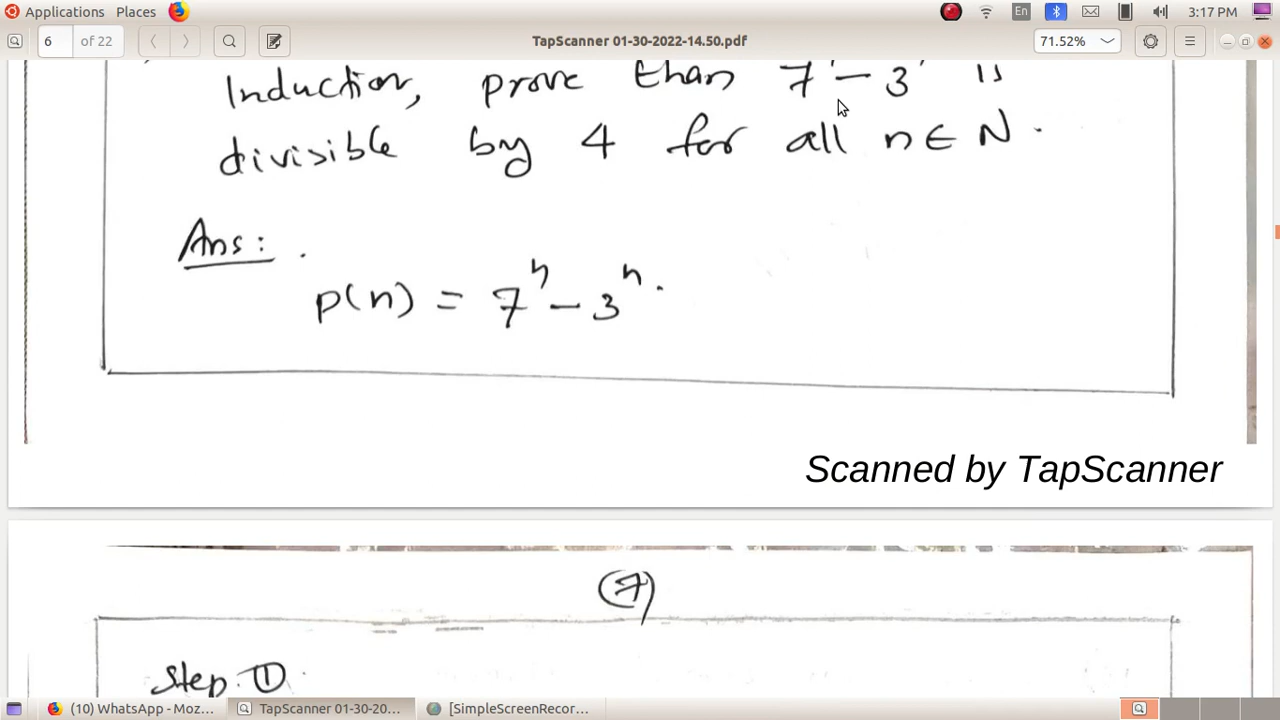 Applications Places En 3:17 PM
6 of 22 TapScanner 01-30-2022-14.50.pdf 71.52%
Induction, prove than 7 - 3 is
divisible by 4 for all n ∈ N.
Ans:.
p(n) = 7ⁿ - 3ⁿ.
Scanned by TapScanner
(7)
Step. ①
(10) WhatsApp - Moz... TapScanner 01-30-20... [SimpleScreenRecor...